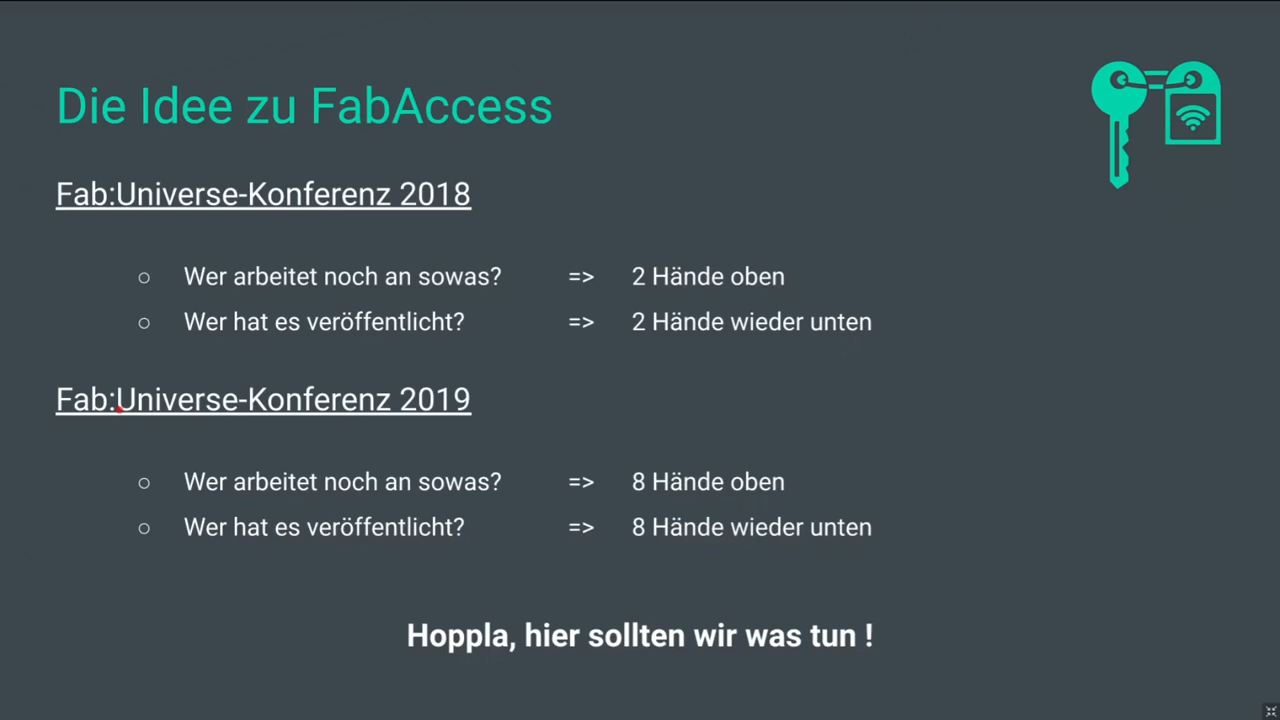 Die Idee zu FabAccess
Fab:Universe-Konferenz 2018
○ Wer arbeitet noch an sowas? => 2 Hände oben
○ Wer hat es veröffentlicht? => 2 Hände wieder unten
Fab:Universe-Konferenz 2019
○ Wer arbeitet noch an sowas? => 8 Hände oben
○ Wer hat es veröffentlicht? => 8 Hände wieder unten
Hoppla, hier sollten wir was tun !